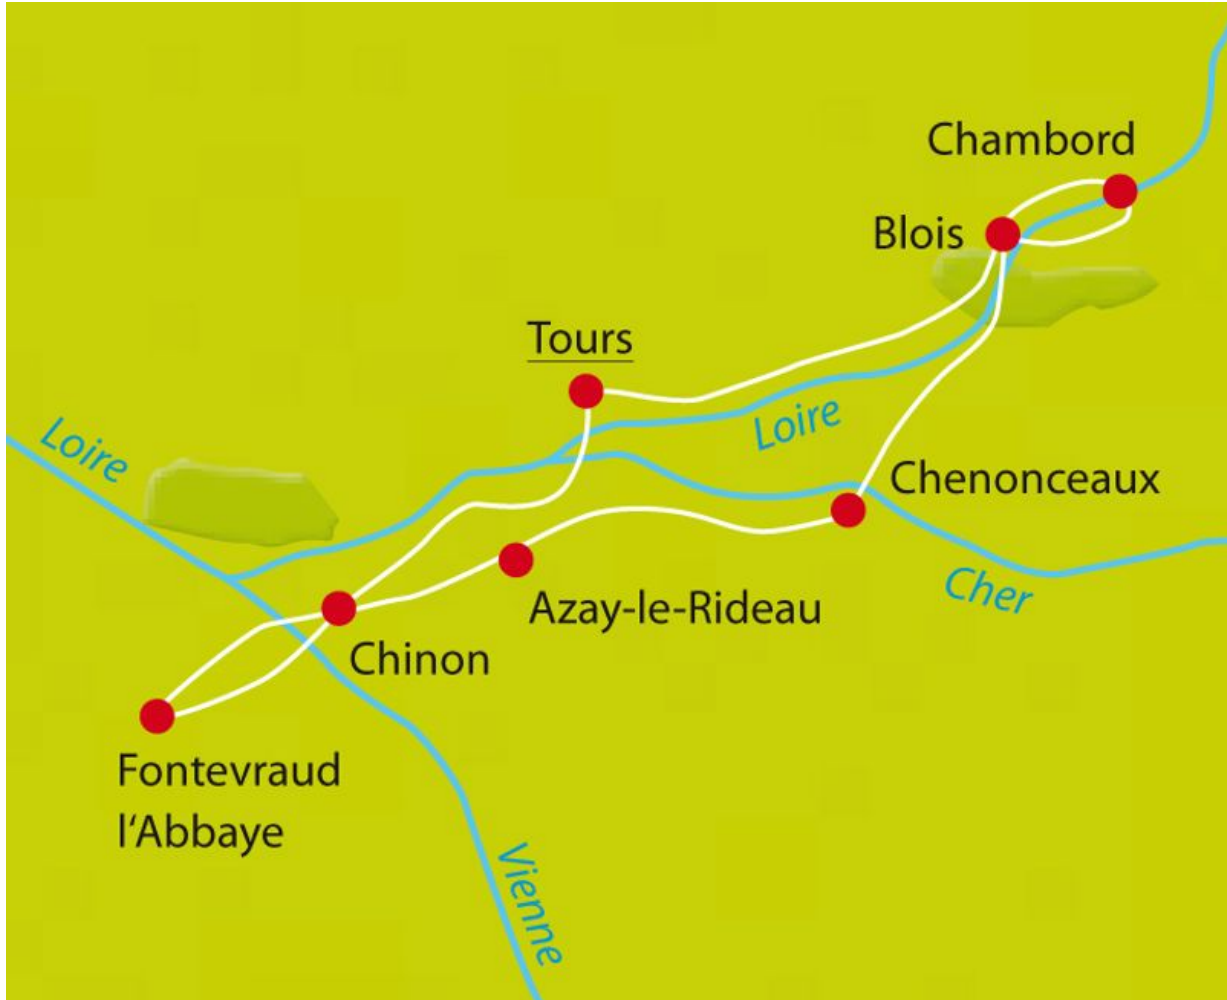 Chambord
Blois
Tours
Loire
Loire
Chenonceaux
Cher
Azay-le-Rideau
Chinon
Fontevraud
l'Abbaye
Vienne